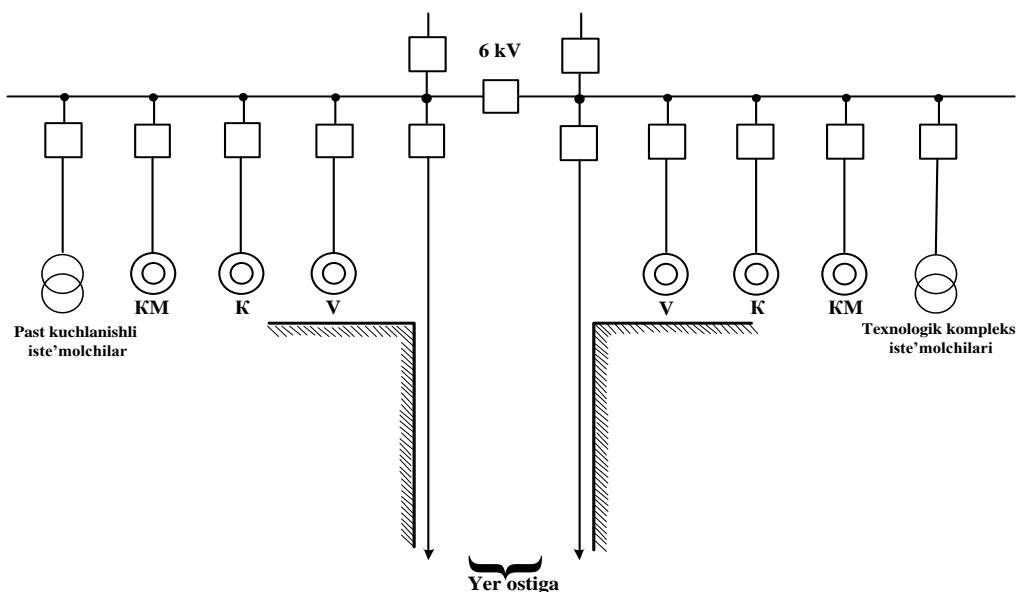 6 kV
KM
K
V
V
K
KM
Past kuchlanishli
iste'molchilar
Texnologik kompleks
iste'molchilari
Yer ostiga